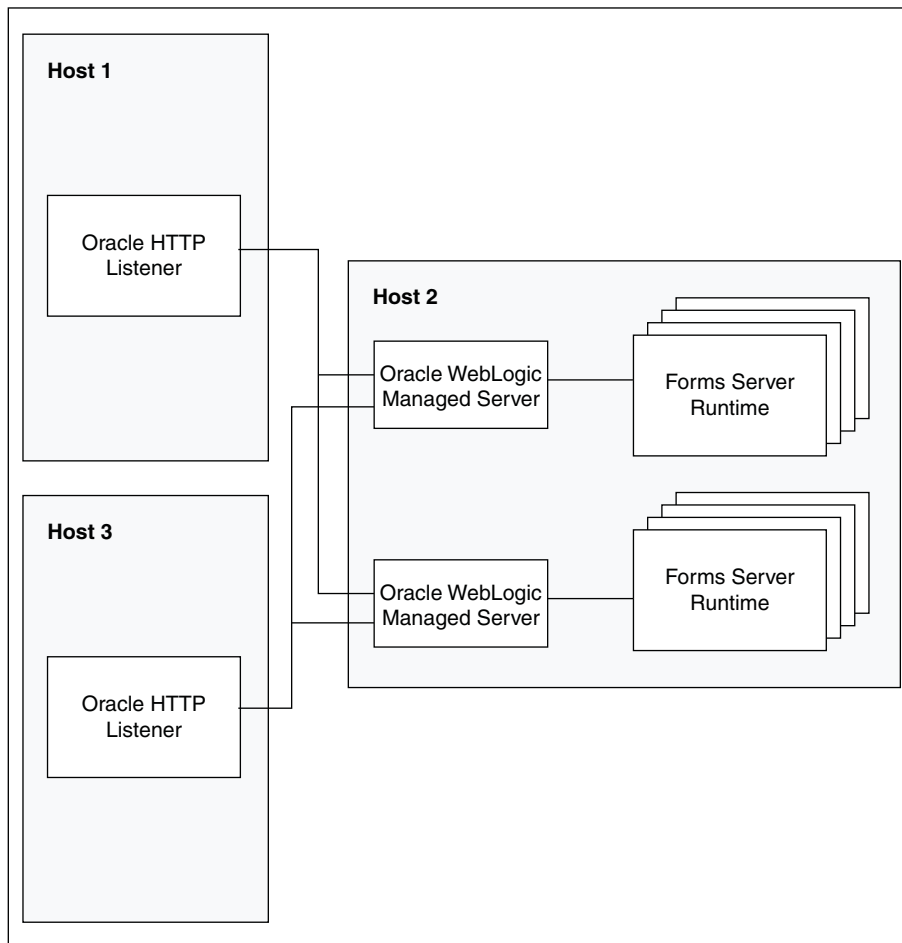 Host 1
Oracle HTTP
Listener
Host 2
Oracle WebLogic
Managed Server
Forms Server
Runtime
Oracle WebLogic
Managed Server
Forms Server
Runtime
Host 3
Oracle HTTP
Listener